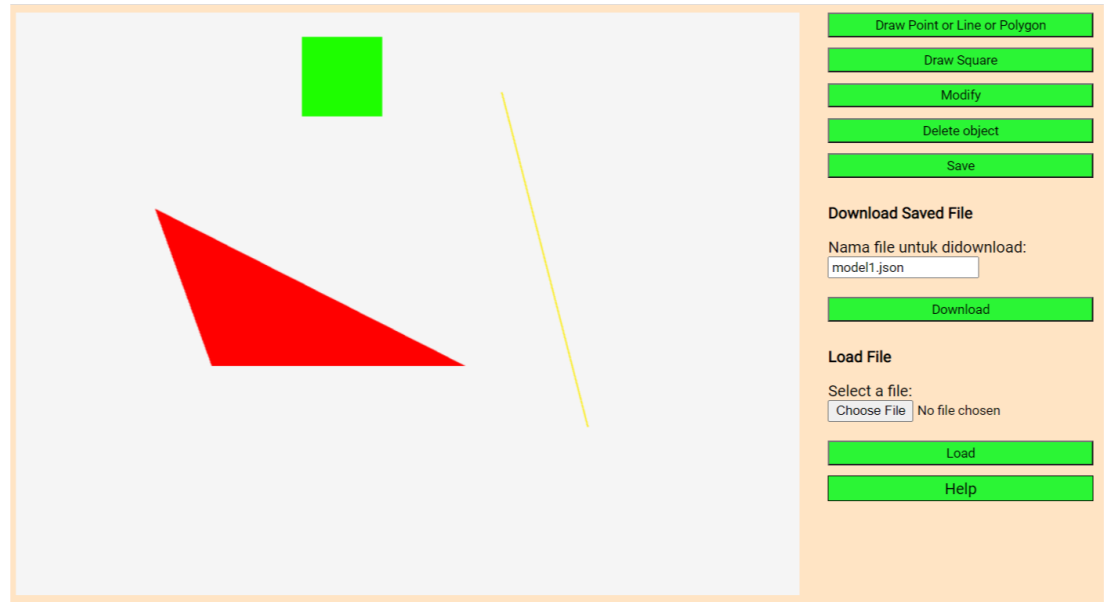 Draw Point or Line or Polygon
Draw Square
Modify
Delete object
Save
Download Saved File
Nama file untuk didownload:
model1.json
Download
Load File
Select a file:
Choose File No file chosen
Load
Help